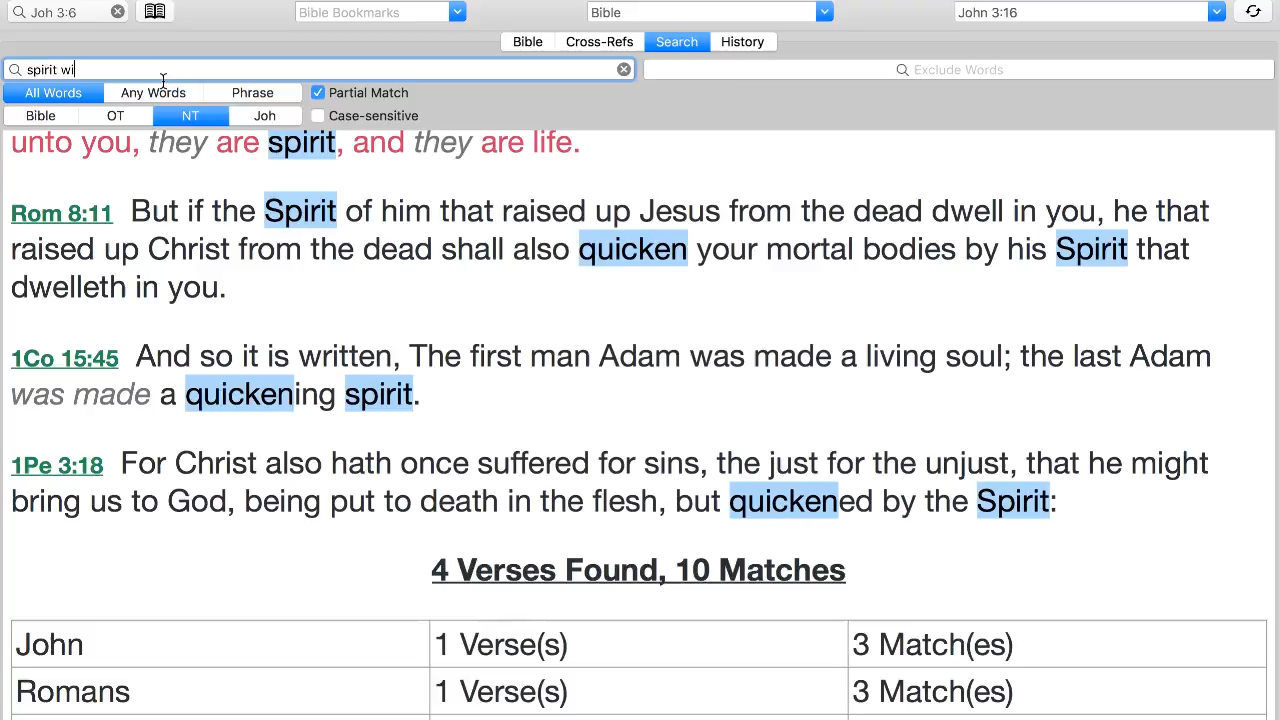 Joh 3:6
Bible Bookmarks
Bible
John 3:16
Bible Cross-Refs Search History
spirit wi
Exclude Words
All Words Any Words Phrase Partial Match
Bible OT NT Joh Case-sensitive
unto you, they are spirit, and they are life.
Rom 8:11 But if the Spirit of him that raised up Jesus from the dead dwell in you, he that
raised up Christ from the dead shall also quicken your mortal bodies by his Spirit that
dwelleth in you.
1Co 15:45 And so it is written, The first man Adam was made a living soul; the last Adam
was made a quickening spirit.
1Pe 3:18 For Christ also hath once suffered for sins, the just for the unjust, that he might
bring us to God, being put to death in the flesh, but quickened by the Spirit:
4 Verses Found, 10 Matches
John 1 Verse(s) 3 Match(es)
Romans 1 Verse(s) 3 Match(es)